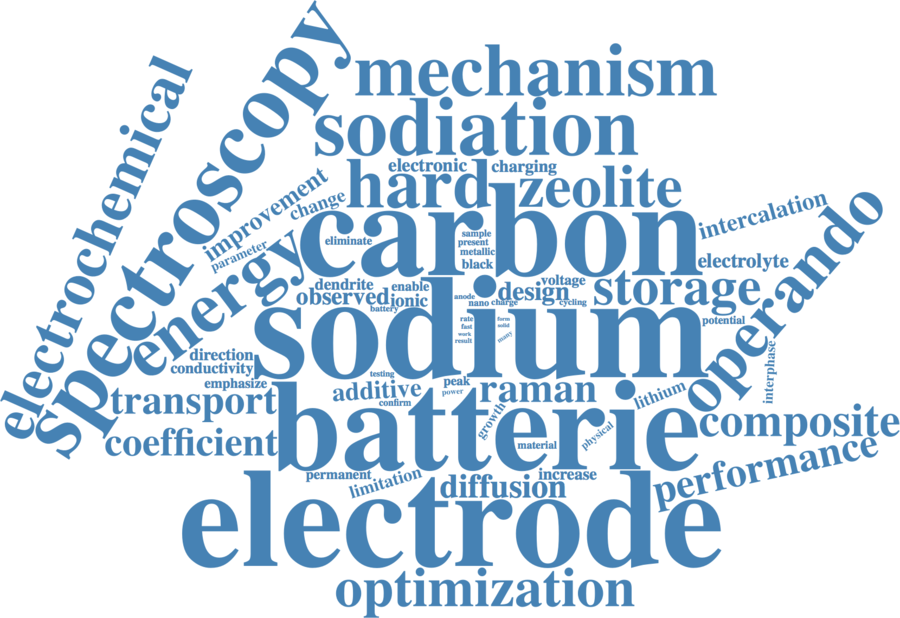 mechanism
sodiation
electrochemical
spectroscopy
electronic
charging
hard
zeolite
improvement
change
parameter
energy
carbon
eliminate
sample
present
metallic
black
intercalation
operando
electrolyte
dendrite
enable
voltage
observed
ionic
battery
anode
nano
charge
design
cycling
storage
sodium
rate
fast
work
result
form
solid
many
potential
interphase
direction
conductivity
emphasize
testing
additive
confirm
peak
power
raman
lithium
transport
batterie
composite
coefficient
growth
material
physical
performance
permanent
limitation
diffusion
increase
electrode
optimization